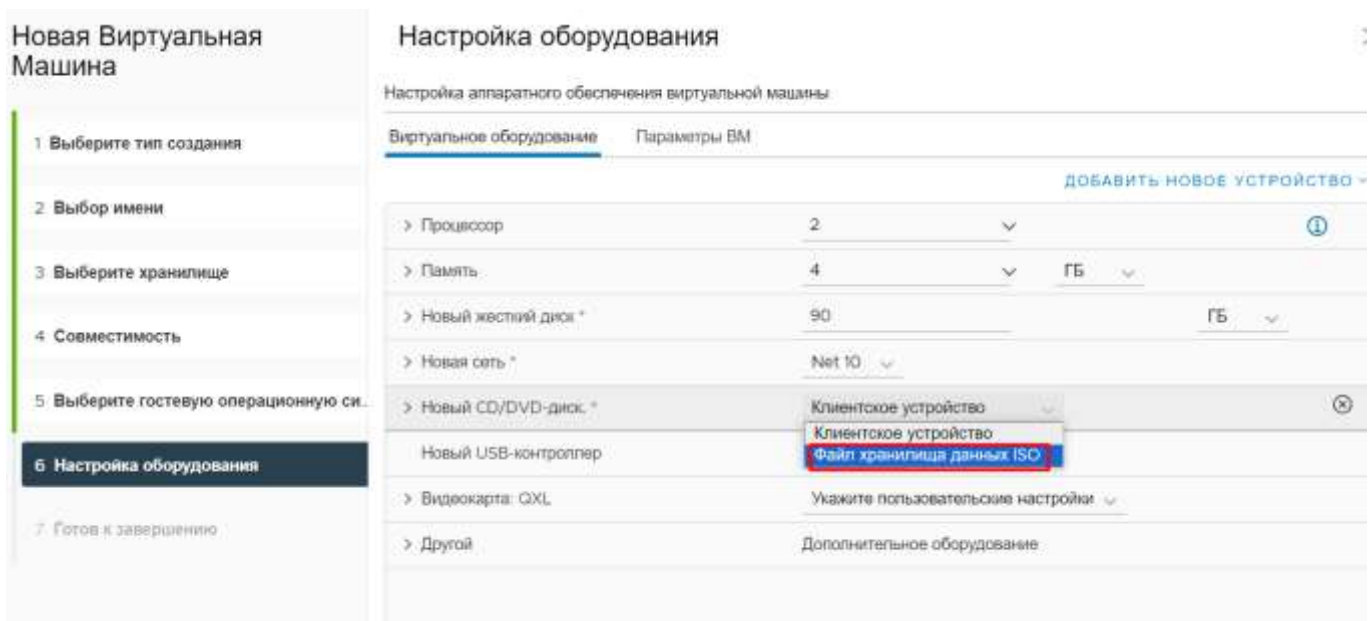 Новая Виртуальная
Машина
1 Выберите тип создания
2 Выбор имени
3 Выберите хранилище
4 Совместимость
5 Выберите гостевую операционную си..
6 Настройка оборудования
7 Готов к завершению
Настройка оборудования
Настройка аппаратного обеспечения виртуальной машины
Виртуальное оборудование Параметры ВМ
ДОБАВИТЬ НОВОЕ УСТРОЙСТВО
> Процессор 2
> Память 4 ГБ
> Новый жесткий диск * 90 ГБ
> Новая сеть * Net 10
> Новый CD/DVD-диск. * Клиентское устройство
Клиентское устройство
Файл хранилища данных ISO
Новый USB-контроллер
> Видеокарта: QXL Укажите пользовательские настройки
> Другой Дополнительное оборудование